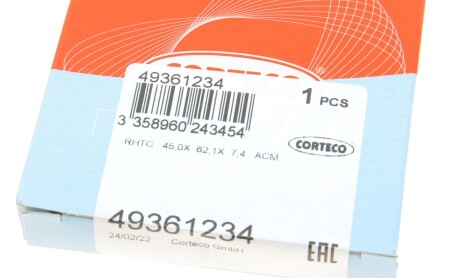 CORTECO
49361234
1 PCS
3 358960 243454
RHTC 45,0X 62,1X 7,4 ACM
CORTECO
49361234
24/02/22 Corteco GmbH
EAC